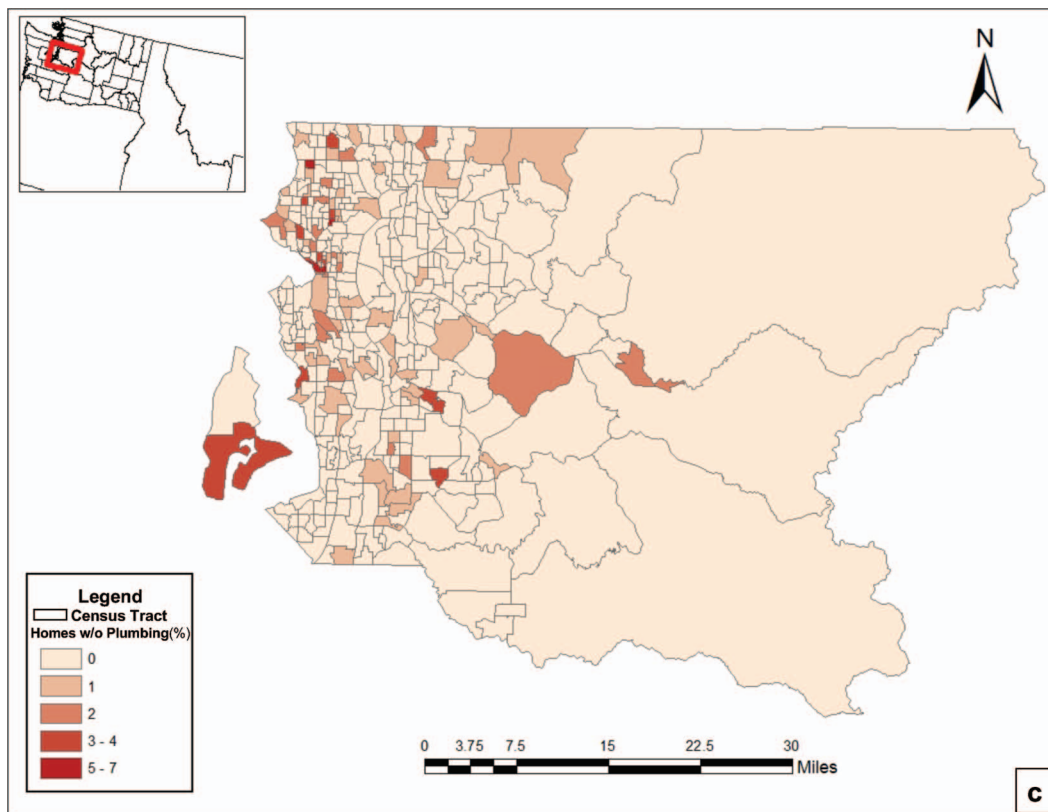 N
Legend
Census Tract
Homes w/o Plumbing(%)
0
1
2
3 - 4
5 - 7
0 3.75 7.5 15 22.5 30
Miles
c